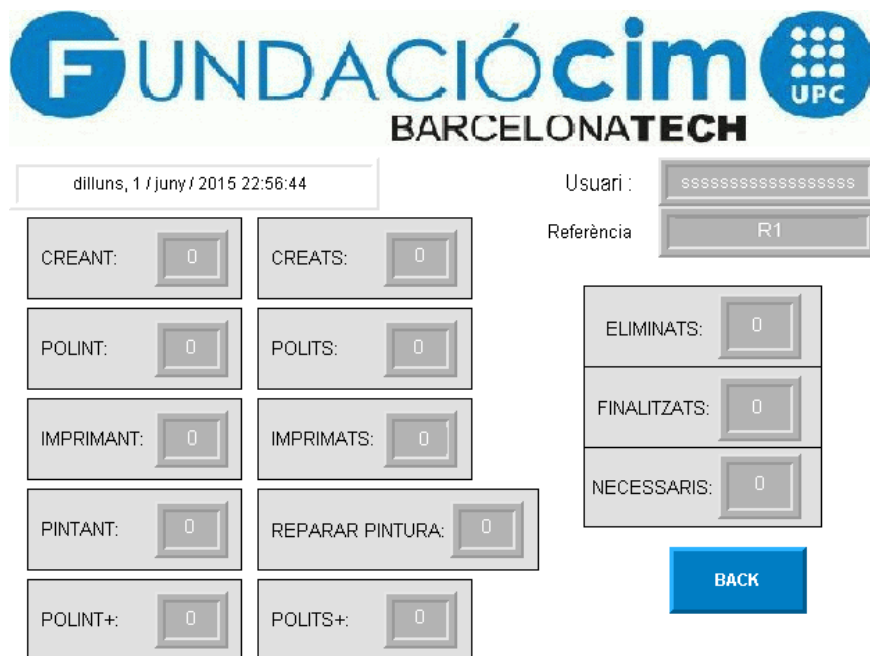 FUNDACIÓCIM
UPC
BARCELONATECH
dilluns, 1 / juny / 2015 22:56:44
Usuari : ssssssssssssssssss
Referència R1
CREANT: 0
CREATS: 0
POLINT: 0
POLITS: 0
IMPRIMANT: 0
IMPRIMATS: 0
PINTANT: 0
REPARAR PINTURA: 0
POLINT+: 0
POLITS+: 0
ELIMINATS: 0
FINALITZATS: 0
NECESSARIS: 0
BACK